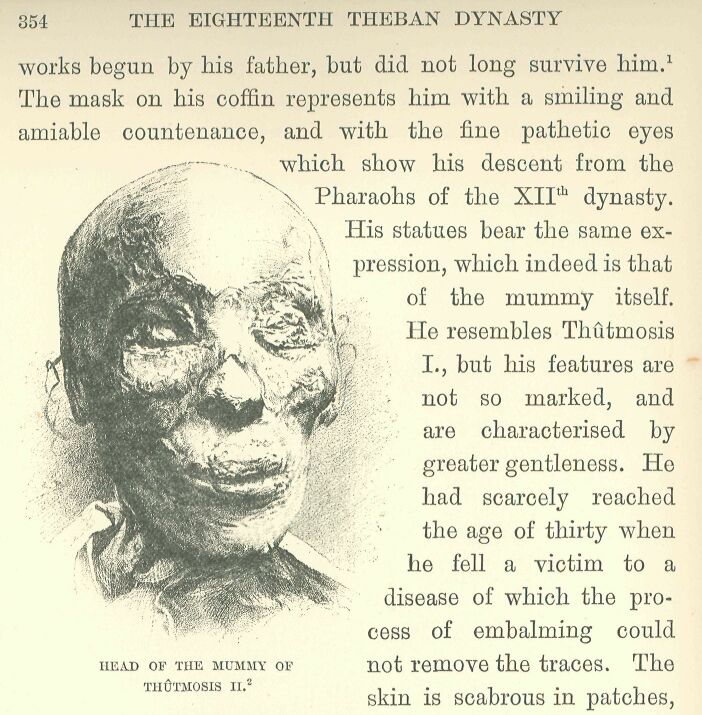 354 THE EIGHTEENTH THEBAN DYNASTY
works begun by his father, but did not long survive him.¹
The mask on his coffin represents him with a smiling and
amiable countenance, and with the fine pathetic eyes
which show his descent from the
Pharaohs of the XIIth dynasty.
His statues bear the same ex-
pression, which indeed is that
of the mummy itself.
He resembles Thûtmosis
I., but his features are
not so marked, and
are characterised by
greater gentleness. He
had scarcely reached
the age of thirty when
he fell a victim to a
disease of which the pro-
cess of embalming could
not remove the traces. The
skin is scabrous in patches,
HEAD OF THE MUMMY OF
THÛTMOSIS II.²